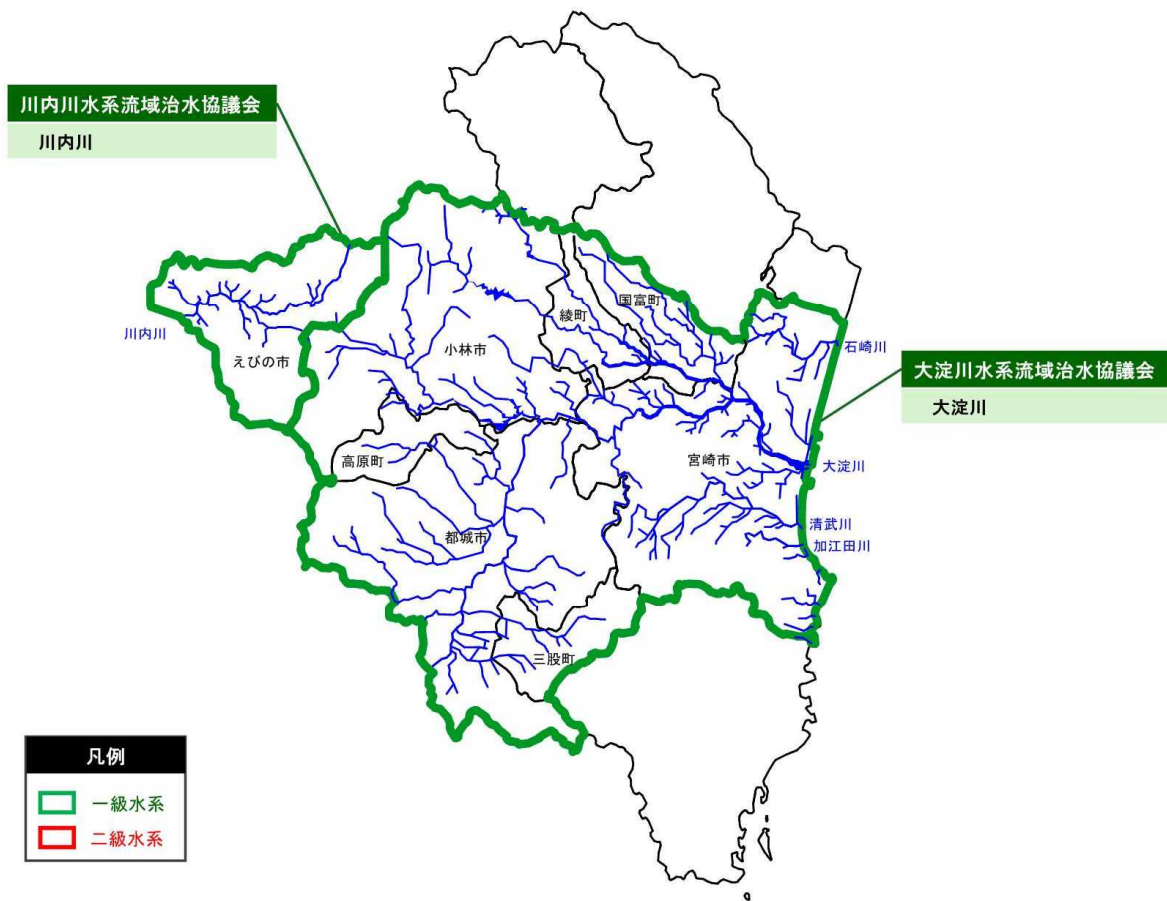 川内川水系流域治水協議会
川内川
国富町
綾町
石崎川
川内川
小林市
えびの市
大淀川水系流域治水協議会
大淀川
高原町
宮崎市
大淀川
清武川
都城市
加江田川
三股町
凡例
一級水系
二級水系